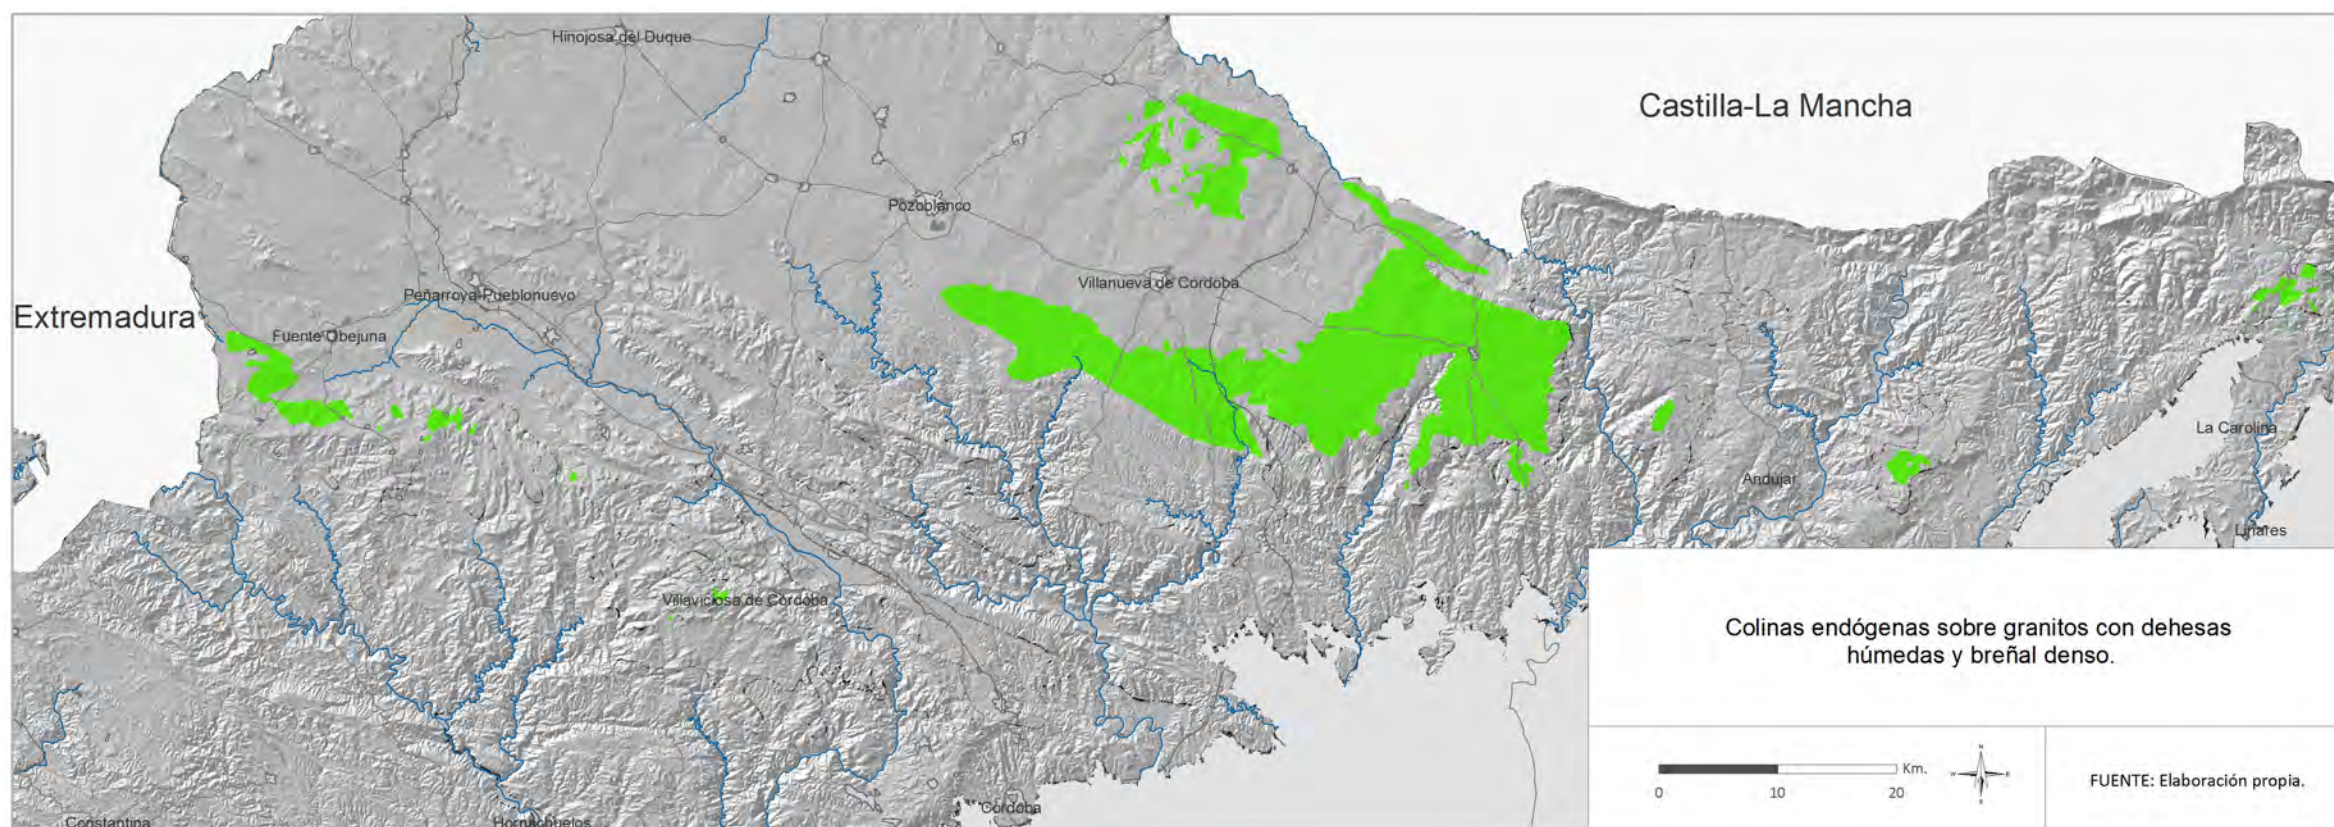 Hinojosa del Duque
Castilla-La Mancha
Pozoblanco
Villanueva de Córdoba
Peñarroya-Pueblonuevo
Extremadura
Fuente Obejuna
La Carolina
Andujar
Linares
Villaviciosa de Córdoba
Colinas endógenas sobre granitos con dehesas
húmedas y breñal denso.
Km.
0 10 20
N
W E
S
FUENTE: Elaboración propia.
Córdoba
Constantina
Hornachuelos